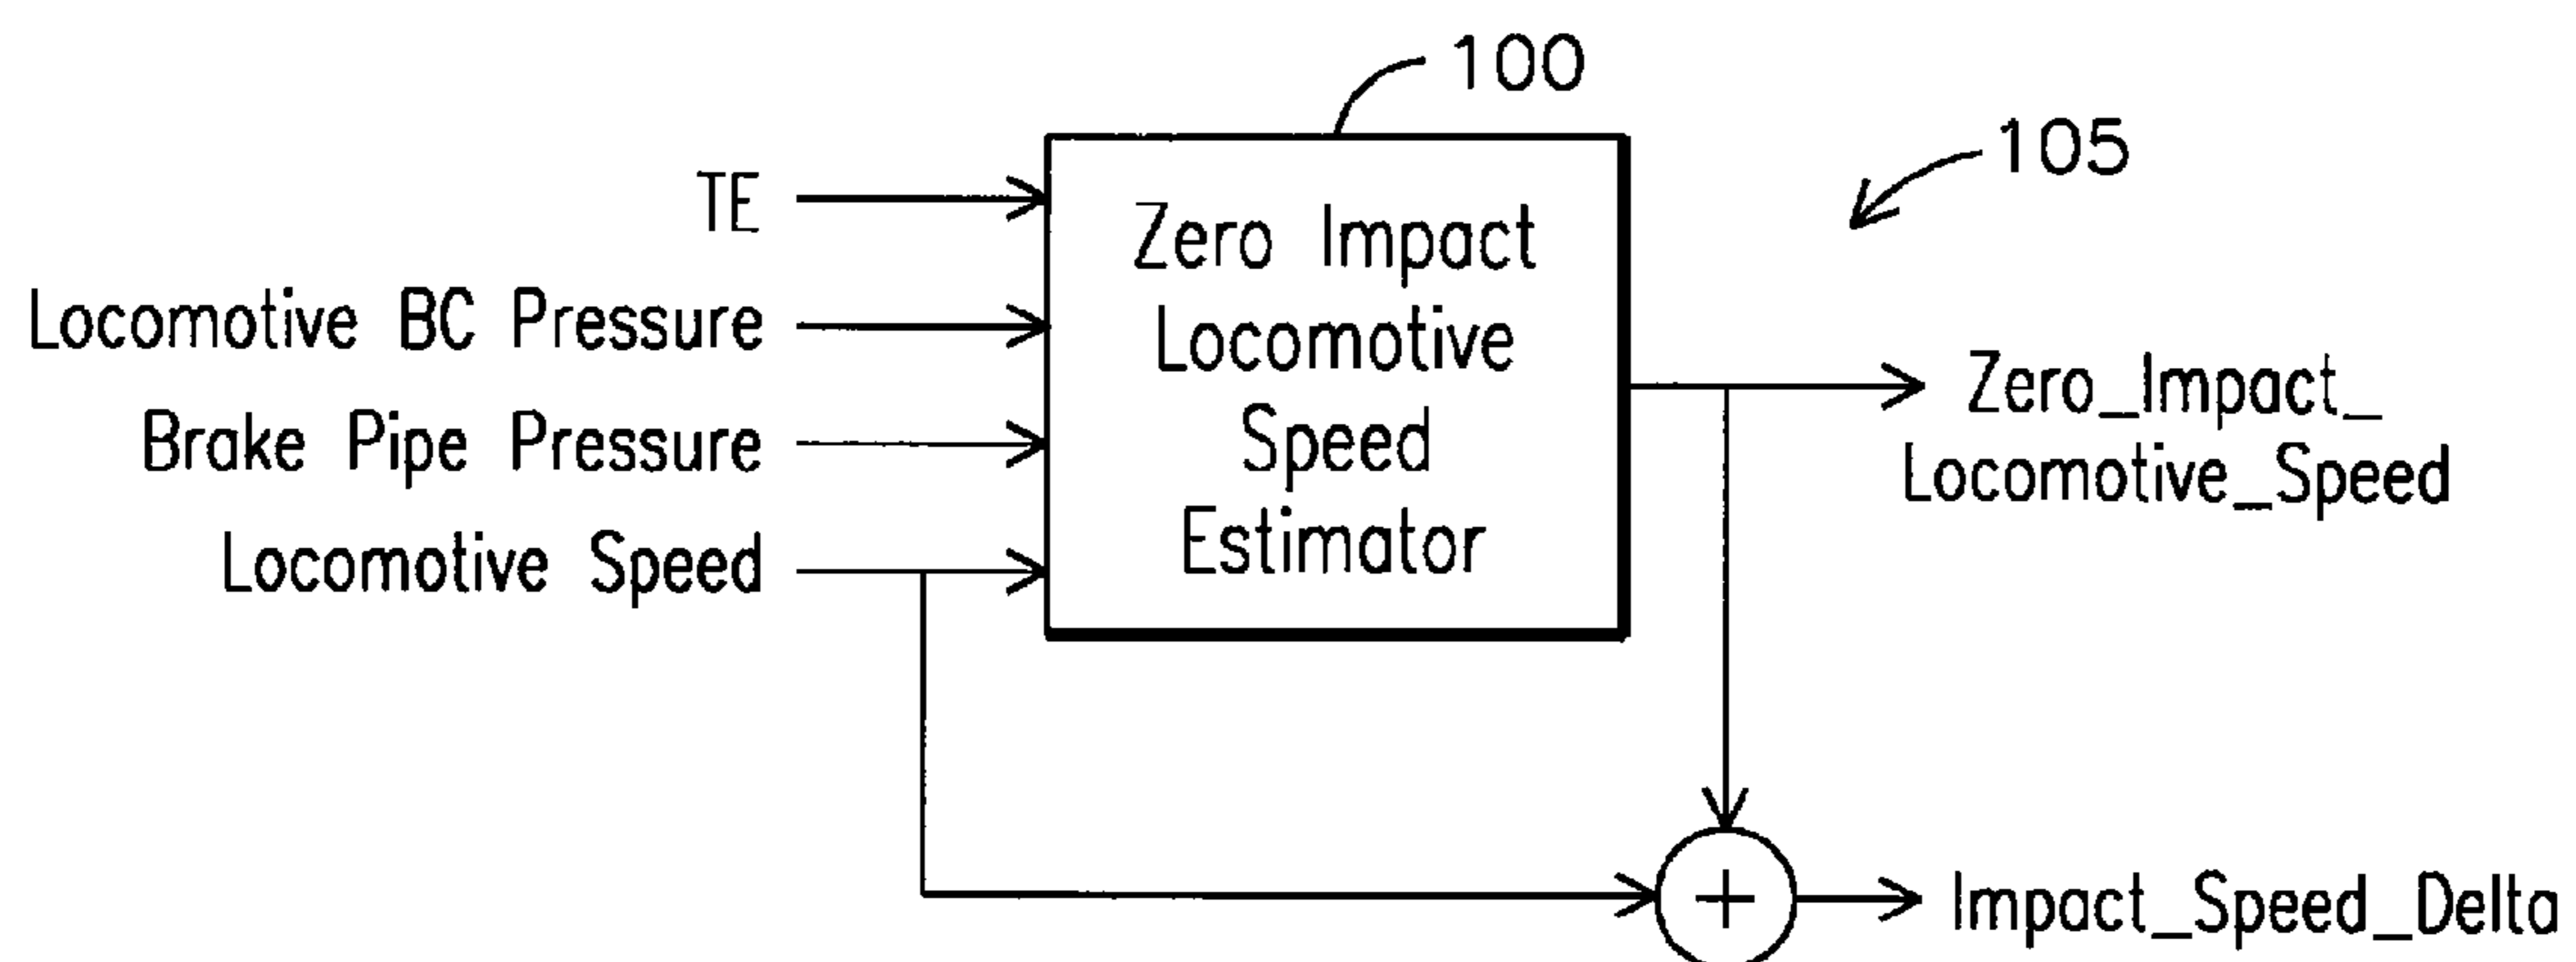 100
105
TE
Locomotive BC Pressure
Brake Pipe Pressure
Locomotive Speed
Zero Impact
Locomotive
Speed
Estimator
Zero_Impact_
Locomotive_Speed
+
Impact_Speed_Delta